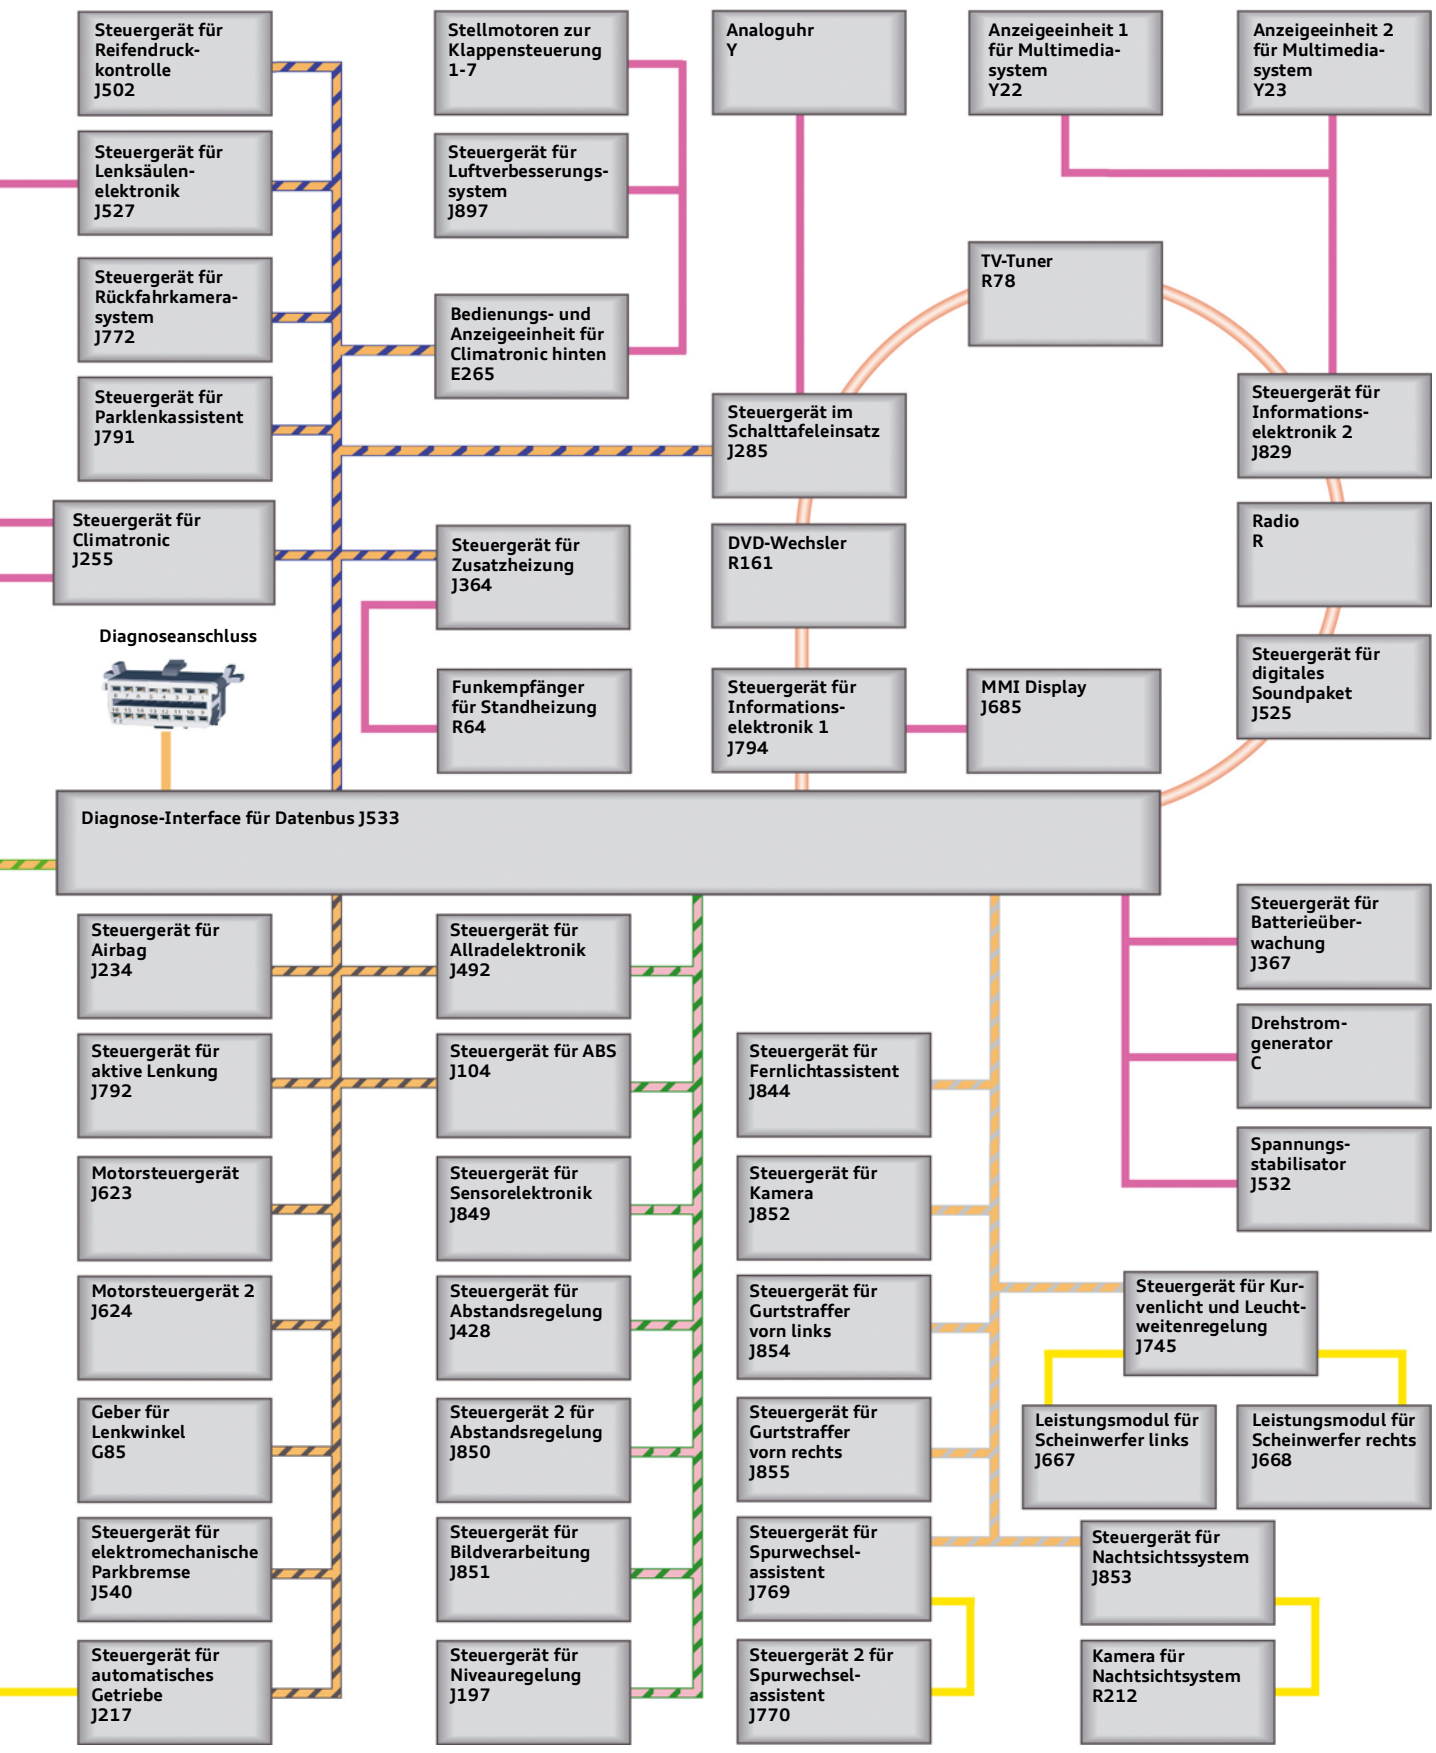 Steuergerät für
Reifendruck-
kontrolle
J502
Stellmotoren zur
Klappensteuerung
1-7
Analoguhr
Y
Anzeigeeinheit 1
für Multimedia-
system
Y22
Anzeigeeinheit 2
für Multimedia-
system
Y23
Steuergerät für
Lenksäulen-
elektronik
J527
Steuergerät für
Luftverbesserungs-
system
J897
Steuergerät für
Rückfahrkamera-
system
J772
Bedienungs- und
Anzeigeeinheit für
Climatronic hinten
E265
TV-Tuner
R78
Steuergerät für
Parklenkassistent
J791
Steuergerät im
Schalttafeleinsatz
J285
Steuergerät für
Informations-
elektronik 2
J829
Steuergerät für
Climatronic
J255
Steuergerät für
Zusatzheizung
J364
DVD-Wechsler
R161
Radio
R
Diagnoseanschluss
Funkempfänger
für Standheizung
R64
Steuergerät für
Informations-
elektronik 1
J794
MMI Display
J685
Steuergerät für
digitales
Soundpaket
J525
Diagnose-Interface für Datenbus J533
Steuergerät für
Airbag
J234
Steuergerät für
Allradelektronik
J492
Steuergerät für
Batterieüber-
wachung
J367
Steuergerät für
aktive Lenkung
J792
Steuergerät für ABS
J104
Steuergerät für
Fernlichtassistent
J844
Drehstrom-
generator
C
Motorsteuergerät
J623
Steuergerät für
Sensorelektronik
J849
Steuergerät für
Kamera
J852
Spannungs-
stabilisator
J532
Motorsteuergerät 2
J624
Steuergerät für
Abstandsregelung
J428
Steuergerät für
Gurtstraffer
vorn links
J854
Steuergerät für Kur-
venlicht und Leucht-
weitenregelung
J745
Geber für
Lenkwinkel
G85
Steuergerät 2 für
Abstandsregelung
J850
Steuergerät für
Gurtstraffer
vorn rechts
J855
Leistungsmodul für
Scheinwerfer links
J667
Leistungsmodul für
Scheinwerfer rechts
J668
Steuergerät für
elektromechanische
Parkbremse
J540
Steuergerät für
Bildverarbeitung
J851
Steuergerät für
Spurwechsel-
assistent
J769
Steuergerät für
Nachtsichtssystem
J853
Steuergerät für
automatisches
Getriebe
J217
Steuergerät für
Niveauregelung
J197
Steuergerät 2 für
Spurwechsel-
assistent
J770
Kamera für
Nachtsichtsystem
R212